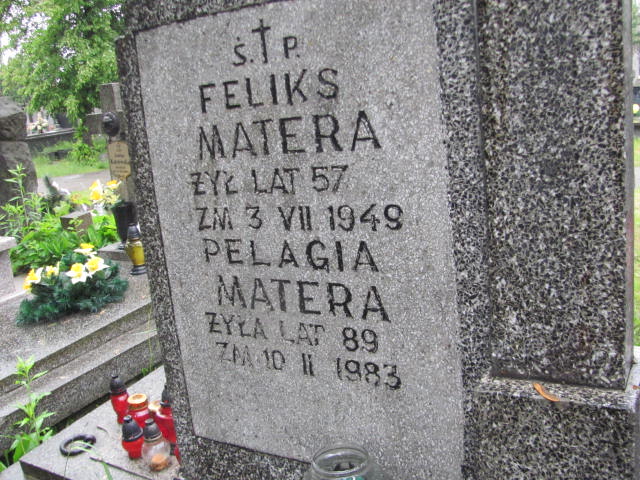 Ś.†P.
FELIKS
MATERA
ŻYŁ LAT 57
ZM 3 VII 1949
PELAGIA
MATERA
ŻYŁA LAT 89
ZM 10 II 1983